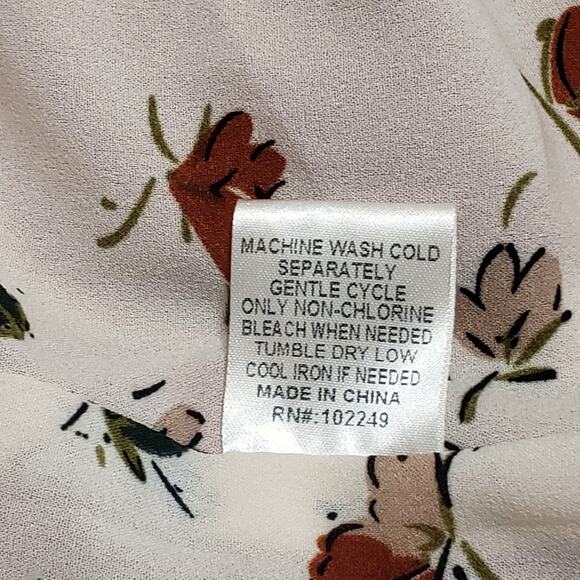 MACHINE WASH COLD
SEPARATELY
GENTLE CYCLE
ONLY NON-CHLORINE
BLEACH WHEN NEEDED
TUMBLE DRY LOW
COOL IRON IF NEEDED
MADE IN CHINA
RN#:102249